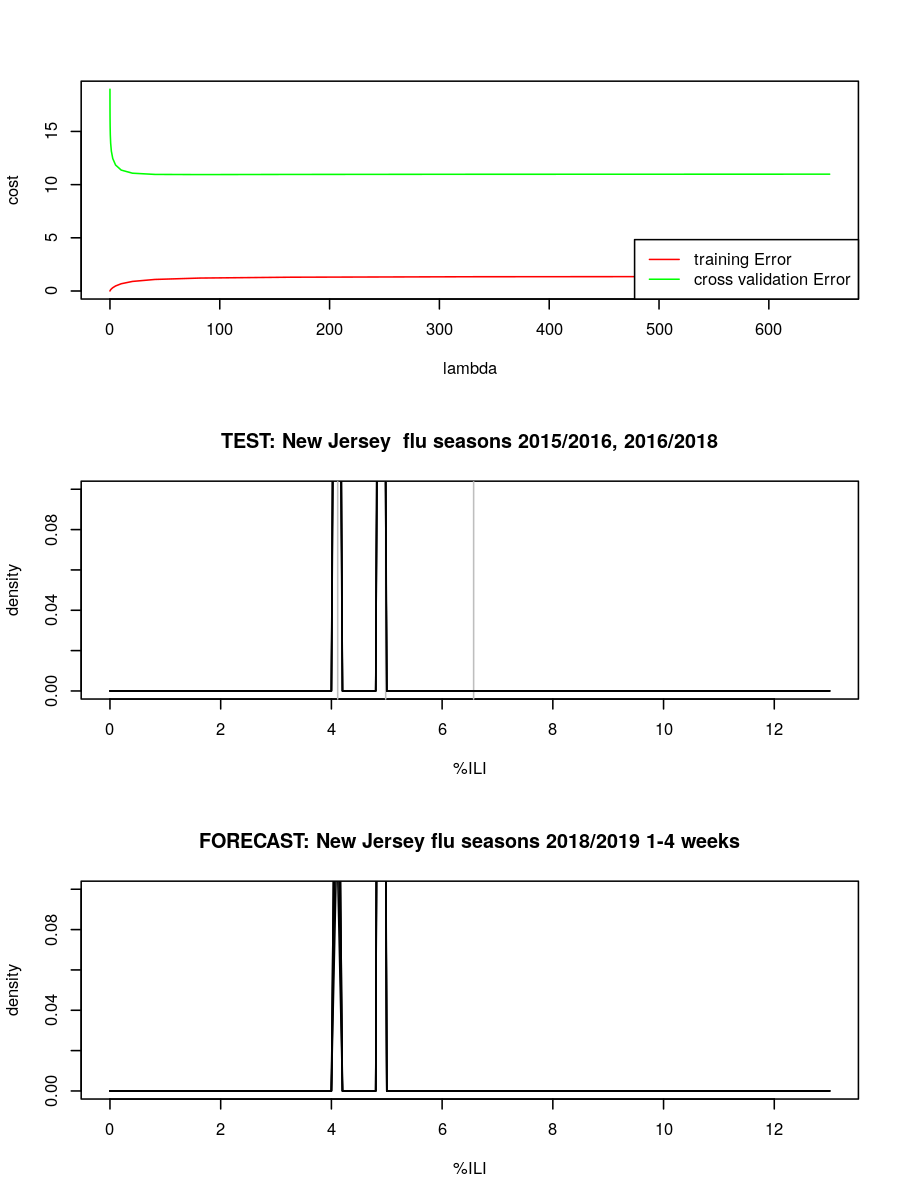 15
10
5
0
cost
training Error
cross validation Error
0 100 200 300 400 500 600
lambda
TEST: New Jersey  flu seasons 2015/2016, 2016/2018
0.08
0.04
0.00
density
0 2 4 6 8 10 12
%ILI
FORECAST: New Jersey flu seasons 2018/2019 1-4 weeks
0.08
0.04
0.00
density
0 2 4 6 8 10 12
%ILI